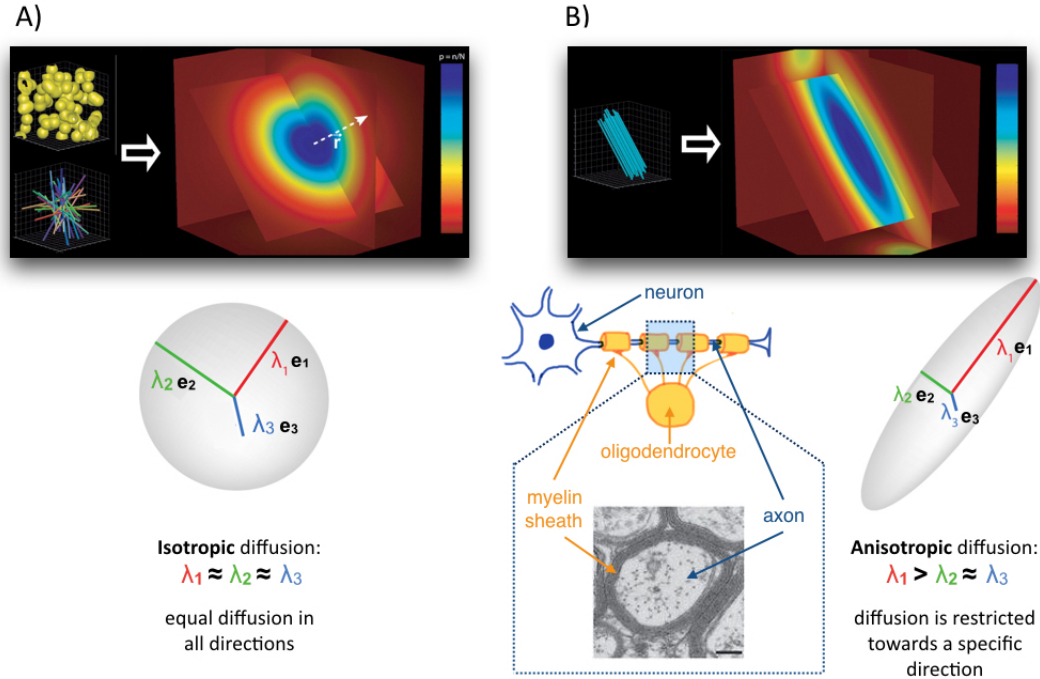 A)
B)
p = n/N
r
neuron
λ₁ e₁
λ₂ e₂
λ₃ e₃
λ₁ e₁
λ₂ e₂
λ₃ e₃
oligodendrocyte
myelin
sheath
axon
Isotropic diffusion:
λ₁ ≈ λ₂ ≈ λ₃
equal diffusion in
all directions
Anisotropic diffusion:
λ₁ > λ₂ ≈ λ₃
diffusion is restricted
towards a specific
direction